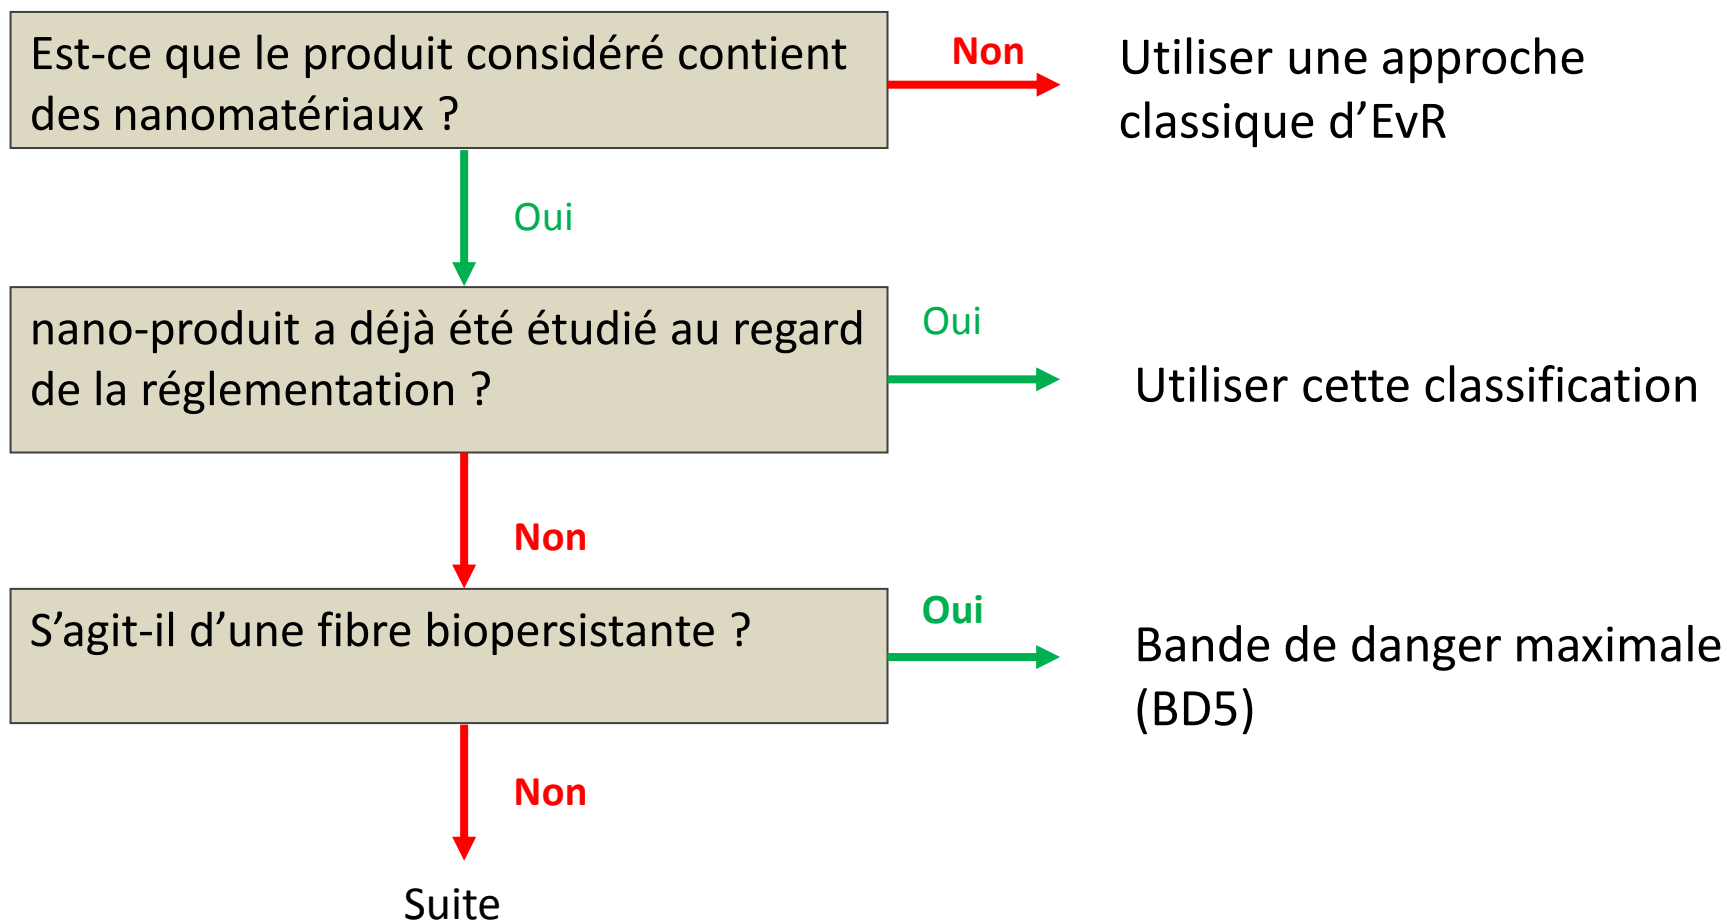 Est-ce que le produit considéré contient
des nanomatériaux ?
Non
Utiliser une approche
classique d’EvR
Oui
nano-produit a déjà été étudié au regard
de la réglementation ?
Oui
Utiliser cette classification
Non
S’agit-il d’une fibre biopersistante ?
Oui
Bande de danger maximale
(BD5)
Non
Suite